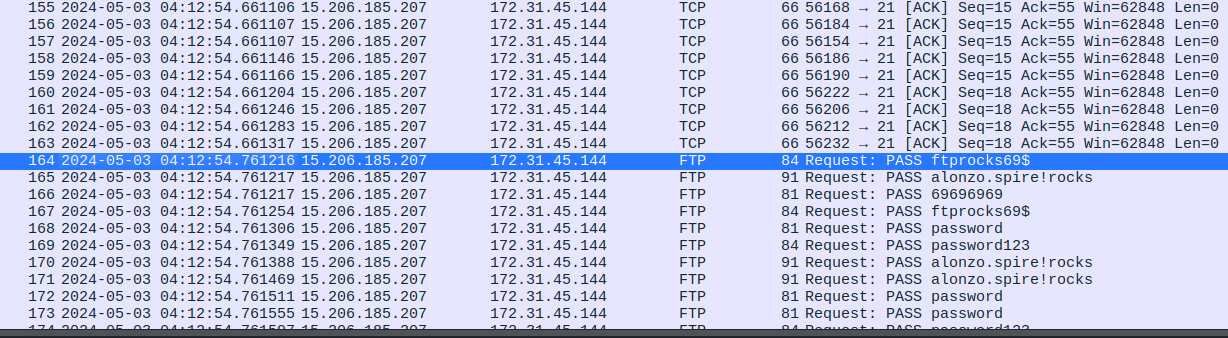 155 2024-05-03 04:12:54.661106 15.206.185.207 172.31.45.144 TCP 66 56168 → 21 [ACK] Seq=15 Ack=55 Win=62848 Len=0
156 2024-05-03 04:12:54.661107 15.206.185.207 172.31.45.144 TCP 66 56184 → 21 [ACK] Seq=15 Ack=55 Win=62848 Len=0
157 2024-05-03 04:12:54.661107 15.206.185.207 172.31.45.144 TCP 66 56154 → 21 [ACK] Seq=15 Ack=55 Win=62848 Len=0
158 2024-05-03 04:12:54.661146 15.206.185.207 172.31.45.144 TCP 66 56186 → 21 [ACK] Seq=15 Ack=55 Win=62848 Len=0
159 2024-05-03 04:12:54.661166 15.206.185.207 172.31.45.144 TCP 66 56190 → 21 [ACK] Seq=15 Ack=55 Win=62848 Len=0
160 2024-05-03 04:12:54.661204 15.206.185.207 172.31.45.144 TCP 66 56222 → 21 [ACK] Seq=18 Ack=55 Win=62848 Len=0
161 2024-05-03 04:12:54.661246 15.206.185.207 172.31.45.144 TCP 66 56206 → 21 [ACK] Seq=18 Ack=55 Win=62848 Len=0
162 2024-05-03 04:12:54.661283 15.206.185.207 172.31.45.144 TCP 66 56212 → 21 [ACK] Seq=18 Ack=55 Win=62848 Len=0
163 2024-05-03 04:12:54.661317 15.206.185.207 172.31.45.144 TCP 66 56232 → 21 [ACK] Seq=18 Ack=55 Win=62848 Len=0
164 2024-05-03 04:12:54.761216 15.206.185.207 172.31.45.144 FTP 84 Request: PASS ftprocks69$
165 2024-05-03 04:12:54.761217 15.206.185.207 172.31.45.144 FTP 91 Request: PASS alonzo.spire!rocks
166 2024-05-03 04:12:54.761217 15.206.185.207 172.31.45.144 FTP 81 Request: PASS 69696969
167 2024-05-03 04:12:54.761254 15.206.185.207 172.31.45.144 FTP 84 Request: PASS ftprocks69$
168 2024-05-03 04:12:54.761306 15.206.185.207 172.31.45.144 FTP 81 Request: PASS password
169 2024-05-03 04:12:54.761349 15.206.185.207 172.31.45.144 FTP 84 Request: PASS password123
170 2024-05-03 04:12:54.761388 15.206.185.207 172.31.45.144 FTP 91 Request: PASS alonzo.spire!rocks
171 2024-05-03 04:12:54.761469 15.206.185.207 172.31.45.144 FTP 91 Request: PASS alonzo.spire!rocks
172 2024-05-03 04:12:54.761511 15.206.185.207 172.31.45.144 FTP 81 Request: PASS password
173 2024-05-03 04:12:54.761555 15.206.185.207 172.31.45.144 FTP 81 Request: PASS password